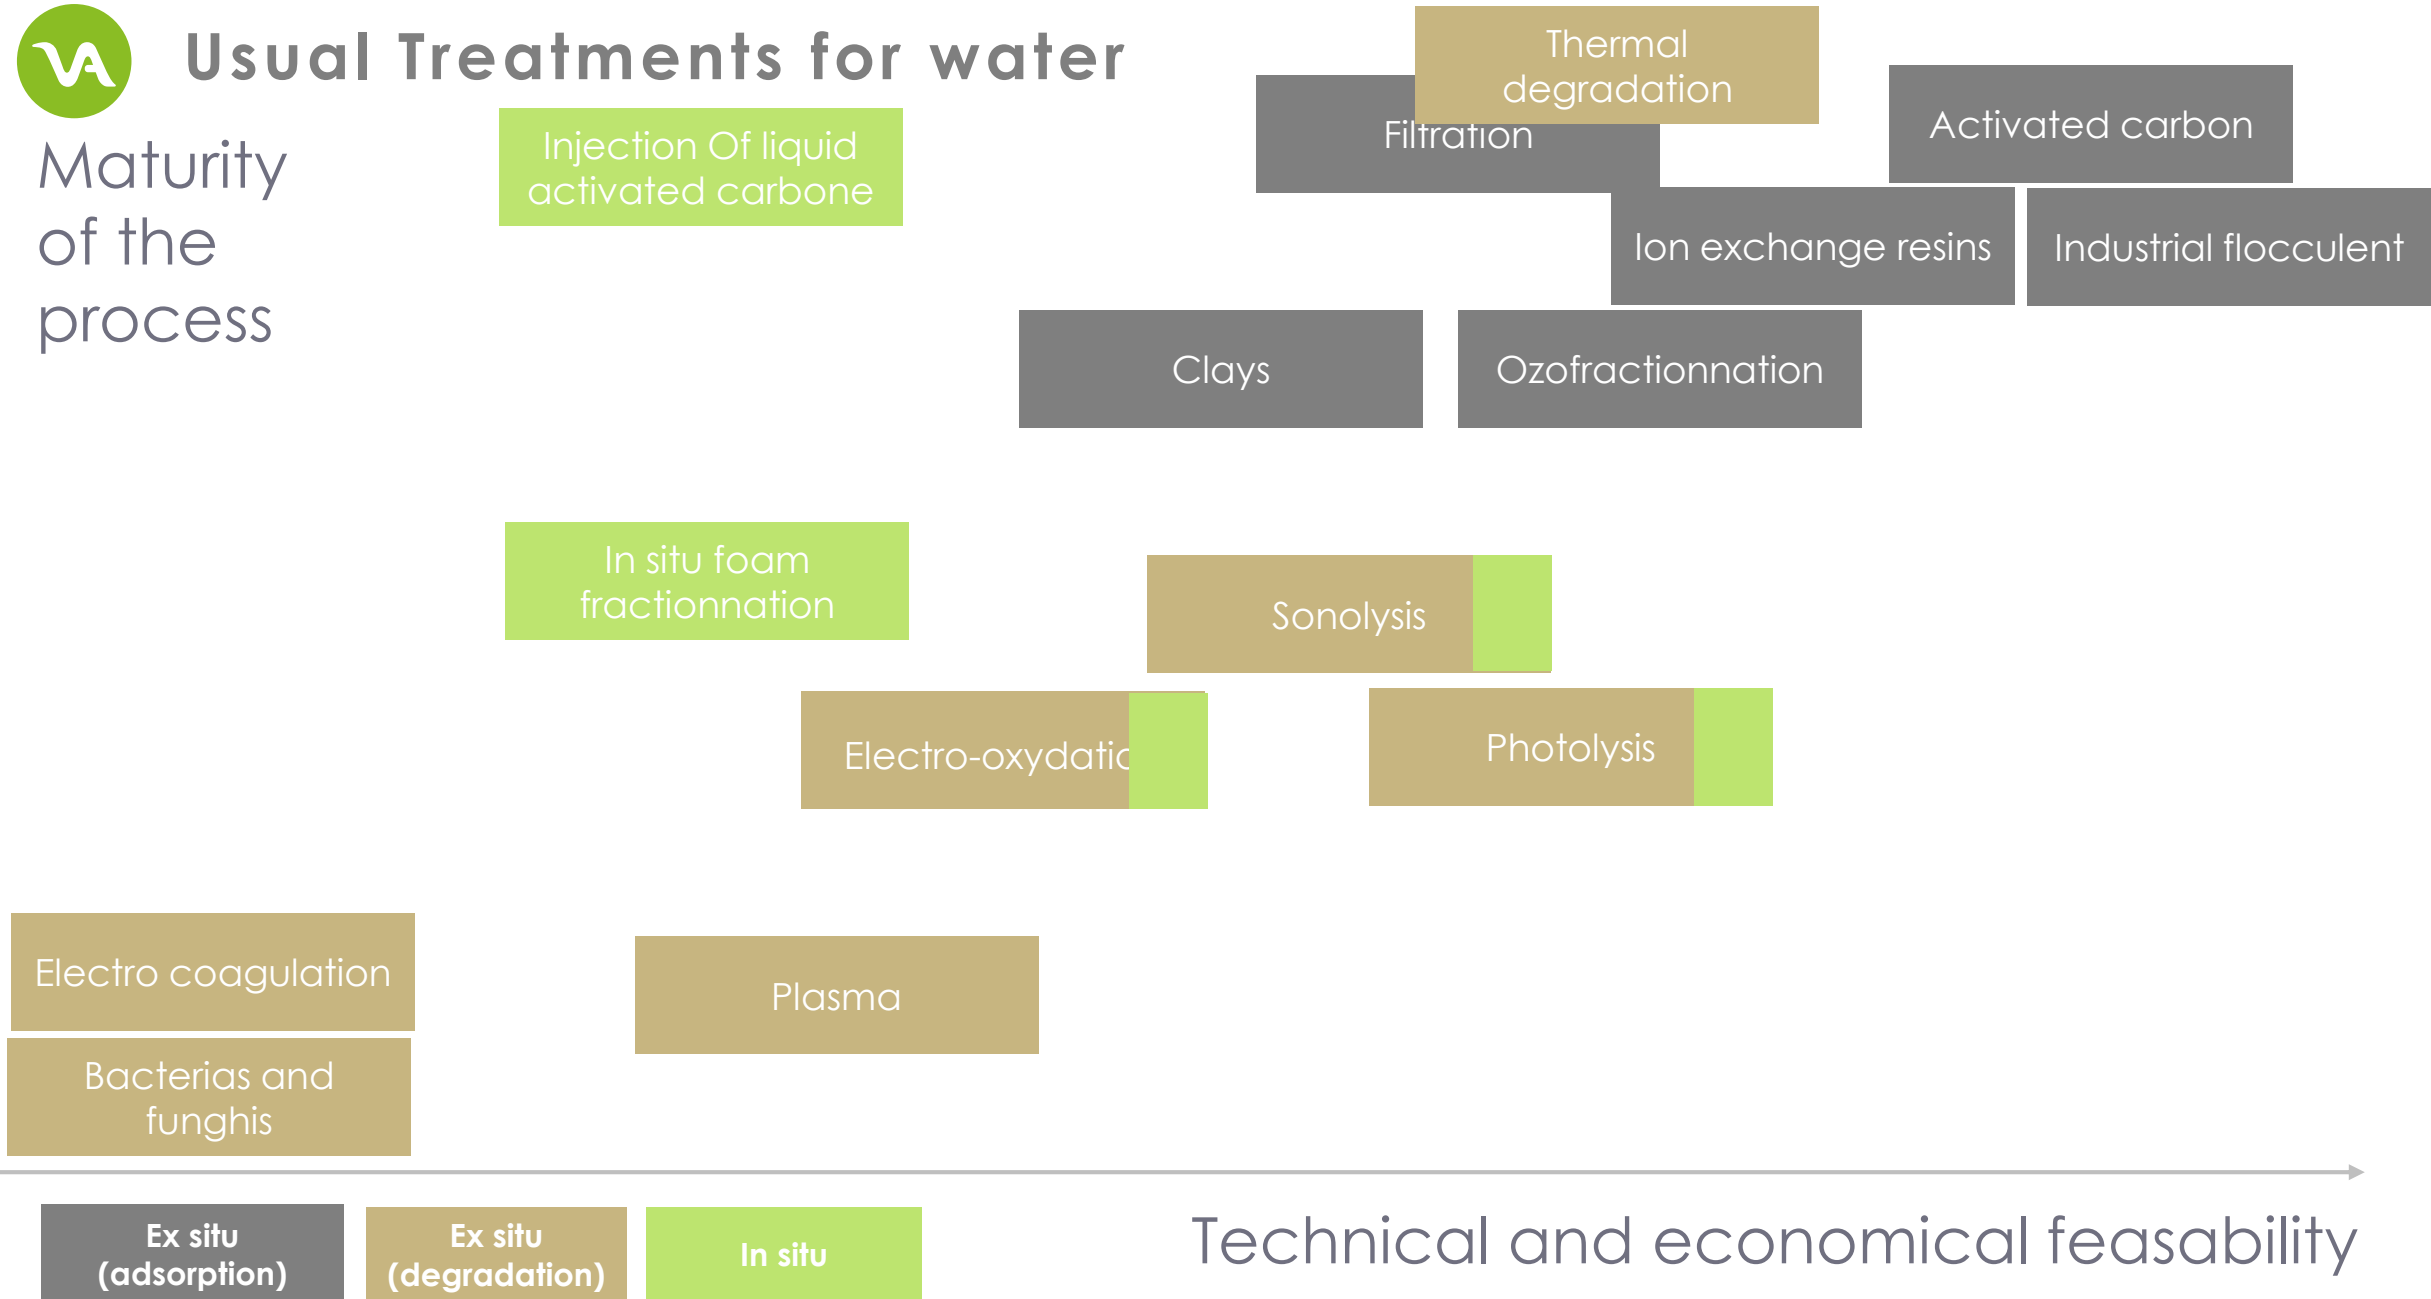 Usual Treatments for water
Maturity
of the
process
Thermal
degradation
Filtration
Activated carbon
Injection Of liquid
activated carbone
Ion exchange resins
Industrial flocculent
Clays
Ozofractionnation
In situ foam
fractionnation
Sonolysis
Electro-oxydatio
Photolysis
Electro coagulation
Plasma
Bacterias and
funghis
Ex situ
(adsorption)
Ex situ
(degradation)
In situ
Technical and economical feasability